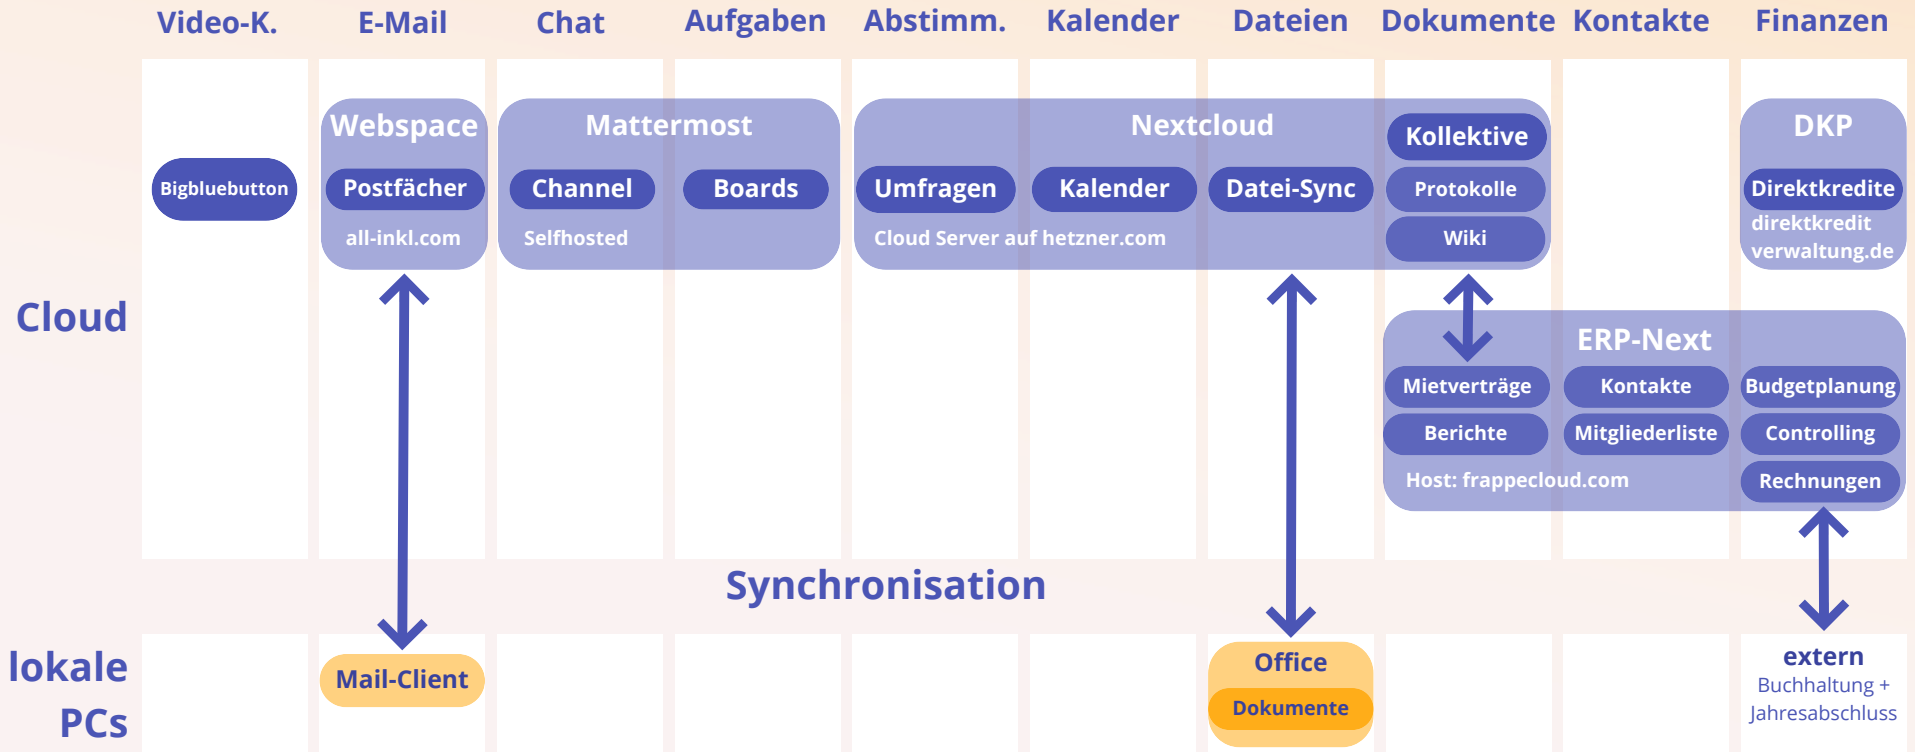 Video-K. E-Mail Chat Aufgaben Abstimm. Kalender Dateien Dokumente Kontakte Finanzen
Webspace Mattermost Nextcloud Kollektive DKP
Bigbluebutton Postfächer Channel Boards Umfragen Kalender Datei-Sync Protokolle Direktkredite
all-inkl.com Selfhosted Cloud Server auf hetzner.com Wiki direktkredit
verwaltung.de
Cloud
ERP-Next
Mietverträge Kontakte Budgetplanung
Berichte Mitgliederliste Controlling
Host: frappecloud.com Rechnungen
Synchronisation
lokale
PCs
Mail-Client
Office
Dokumente
extern
Buchhaltung +
Jahresabschluss